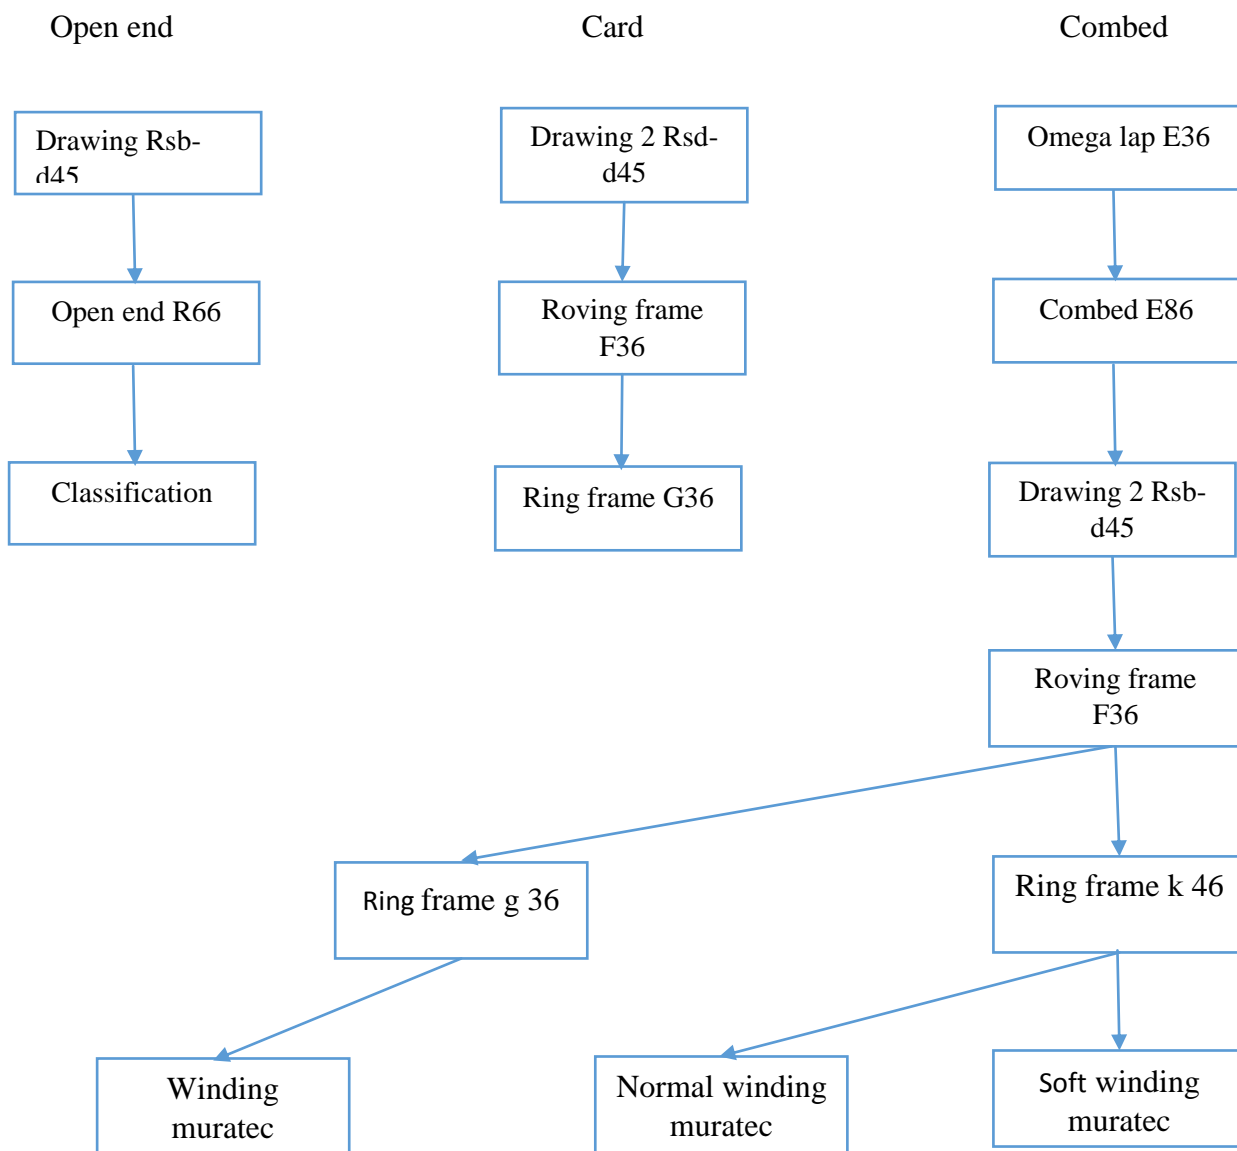 Open end
Card
Combed
Drawing Rsb-
d45
Drawing 2 Rsd-
d45
Omega lap E36
Open end R66
Roving frame
F36
Combed E86
Classification
Ring frame G36
Drawing 2 Rsb-
d45
Roving frame
F36
Ring frame g 36
Ring frame k 46
Winding
muratec
Normal winding
muratec
Soft winding
muratec